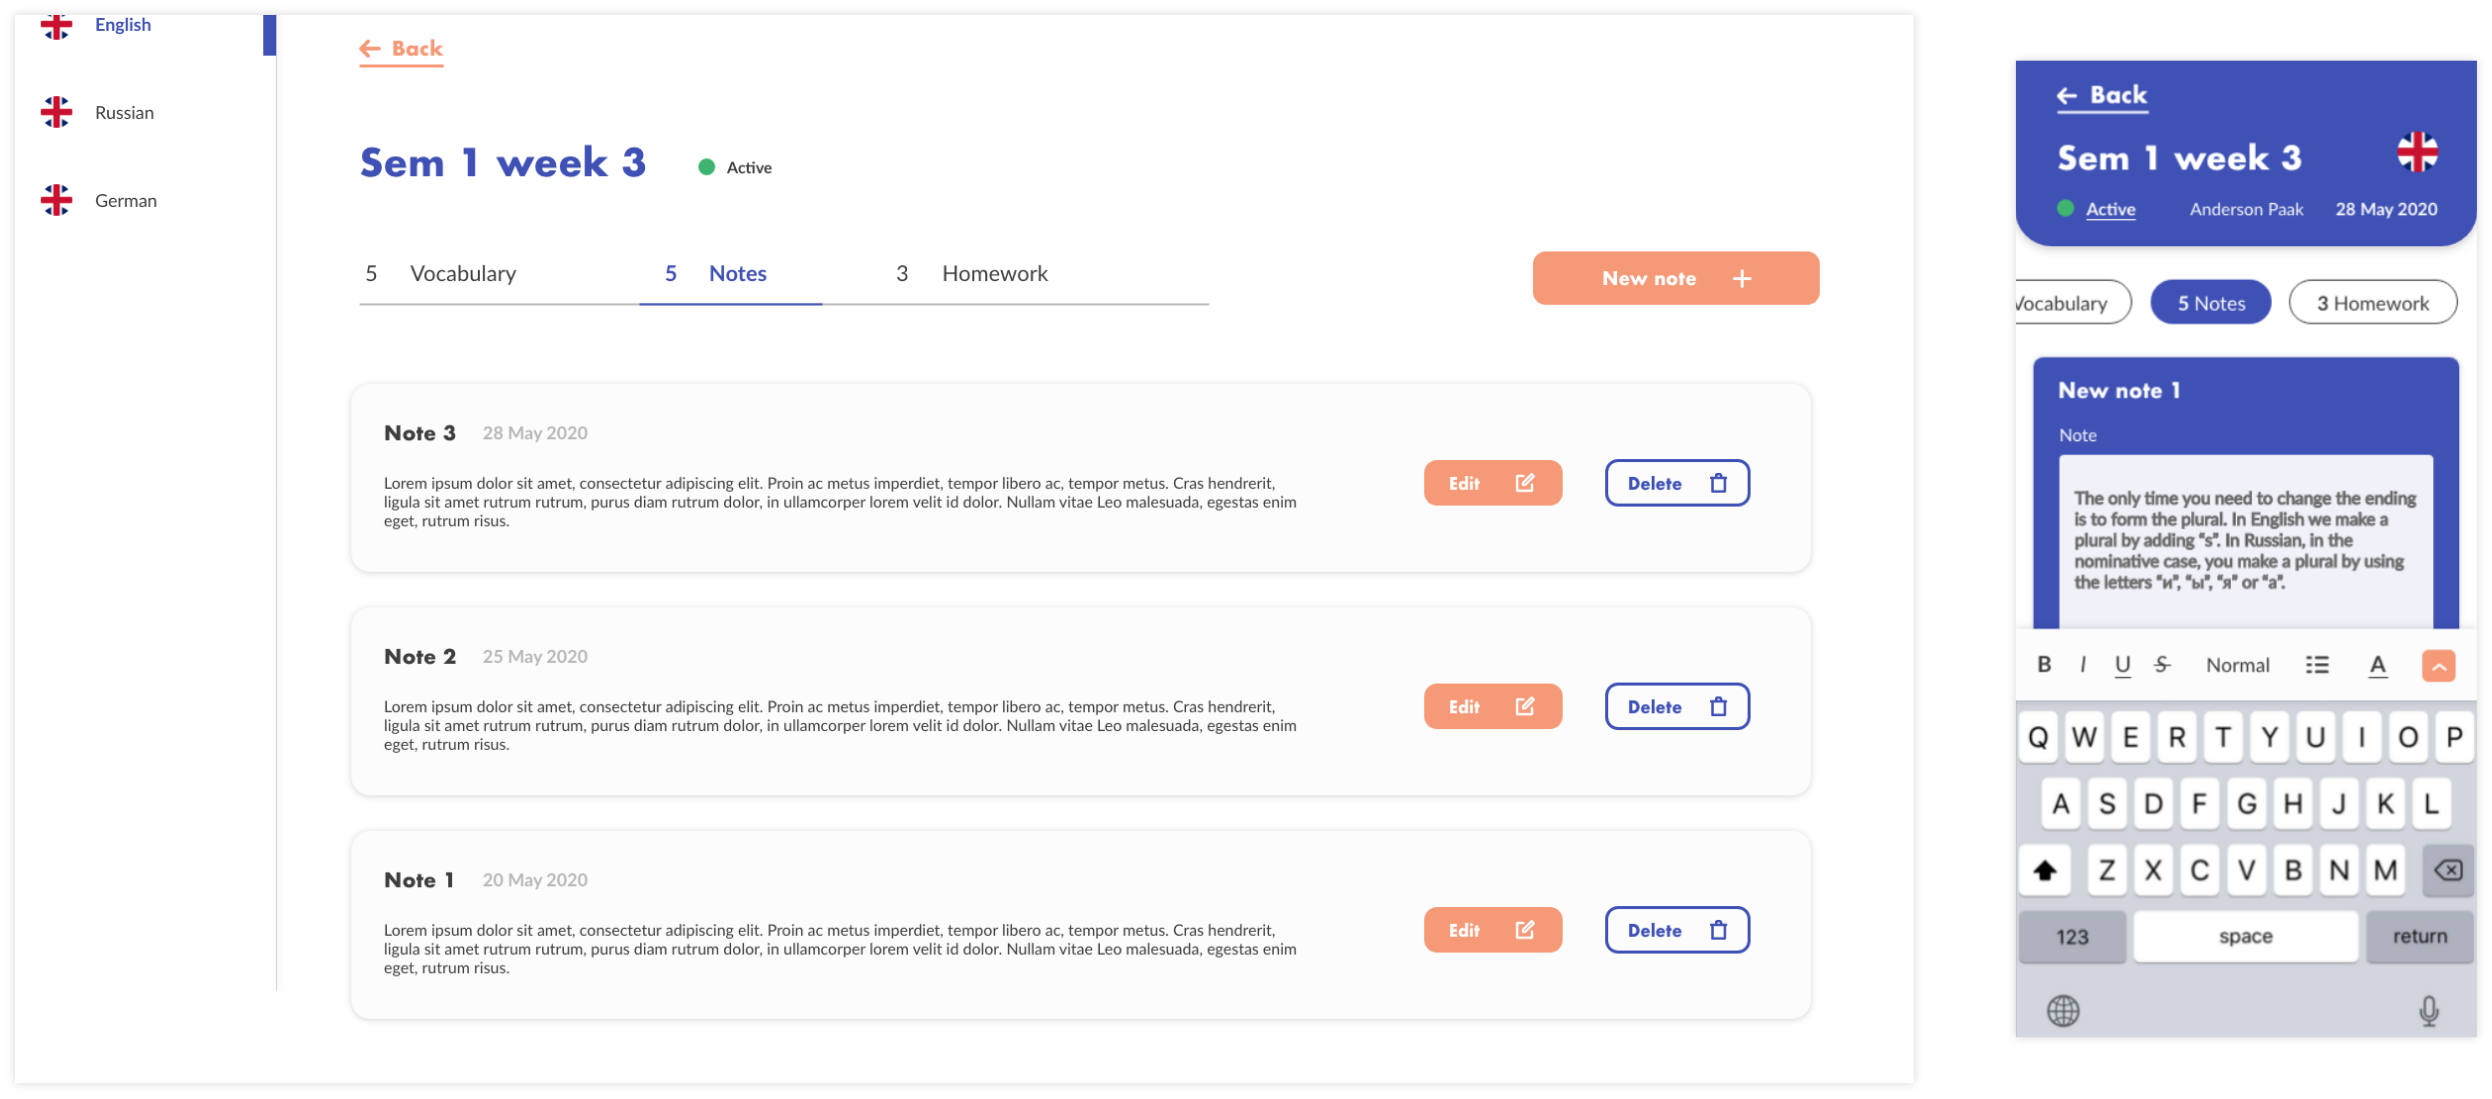 English
Russian
German
Back
Sem 1 week 3
Active
5 Vocabulary
5 Notes
3 Homework
New note
Note 3 28 May 2020
Lorem ipsum dolor sit amet, consectetur adipiscing elit. Proin ac metus imperdiet, tempor libero ac, tempor metus. Cras hendrerit,
ligula sit amet rutrum rutrum, purus diam rutrum dolor, in ullamcorper lorem velit id dolor. Nullam vitae Leo malesuada, egestas enim
eget, rutrum risus.
Edit
Delete
Note 2 25 May 2020
Lorem ipsum dolor sit amet, consectetur adipiscing elit. Proin ac metus imperdiet, tempor libero ac, tempor metus. Cras hendrerit,
ligula sit amet rutrum rutrum, purus diam rutrum dolor, in ullamcorper lorem velit id dolor. Nullam vitae Leo malesuada, egestas enim
eget, rutrum risus.
Edit
Delete
Note 1 20 May 2020
Lorem ipsum dolor sit amet, consectetur adipiscing elit. Proin ac metus imperdiet, tempor libero ac, tempor metus. Cras hendrerit,
ligula sit amet rutrum rutrum, purus diam rutrum dolor, in ullamcorper lorem velit id dolor. Nullam vitae Leo malesuada, egestas enim
eget, rutrum risus.
Edit
Delete
Back
Sem 1 week 3
Active Anderson Paak 28 May 2020
Vocabulary
5 Notes
3 Homework
New note 1
Note
The only time you need to change the ending
is to form the plural. In English we make a
plural by adding “s”. In Russian, in the
nominative case, you make a plural by using
the letters “и”, “ы”, “я” or “а”.
B I U S Normal A
Q W E R T Y U I O P
A S D F G H J K L
Z X C V B N M
123 space return